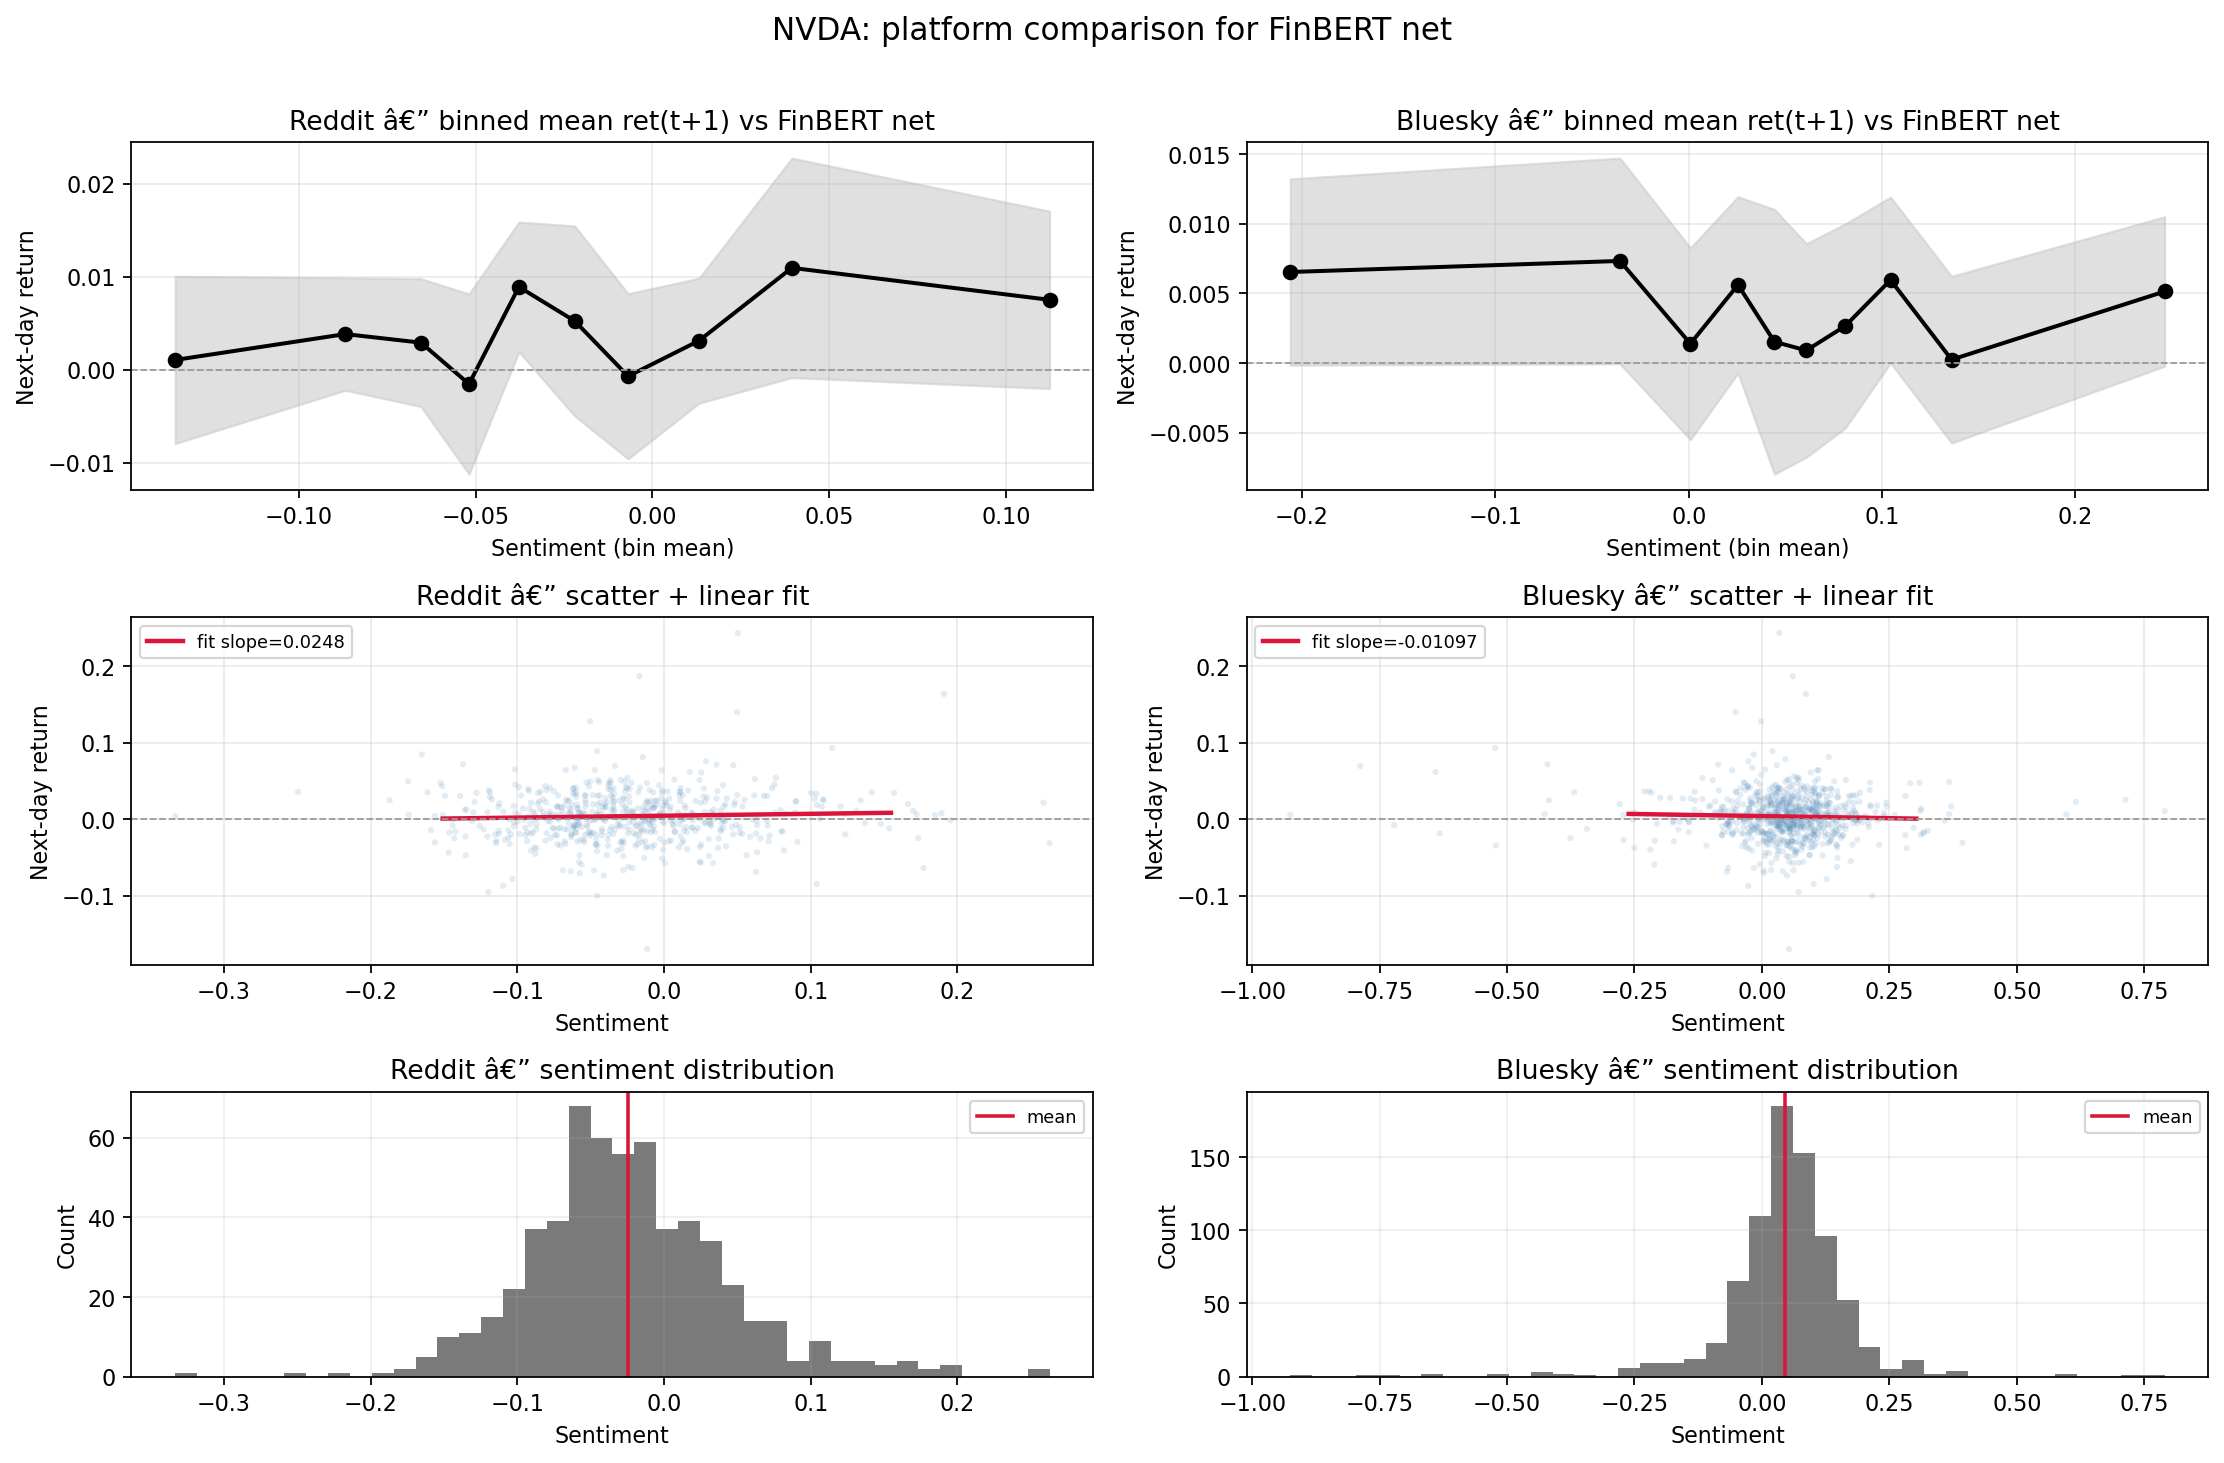 NVDA: platform comparison for FinBERT net
Reddit â€” binned mean ret(t+1) vs FinBERT net
Next-day return
0.02
0.01
0.00
−0.01
−0.10
−0.05
0.00
0.05
0.10
Sentiment (bin mean)
Bluesky â€” binned mean ret(t+1) vs FinBERT net
Next-day return
0.015
0.010
0.005
0.000
−0.005
−0.2
−0.1
0.0
0.1
0.2
Sentiment (bin mean)
Reddit â€” scatter + linear fit
fit slope=0.0248
Next-day return
0.2
0.1
0.0
−0.1
−0.3
−0.2
−0.1
0.0
0.1
0.2
Sentiment
Bluesky â€” scatter + linear fit
fit slope=-0.01097
Next-day return
0.2
0.1
0.0
−0.1
−1.00
−0.75
−0.50
−0.25
0.00
0.25
0.50
0.75
Sentiment
Reddit â€” sentiment distribution
mean
Count
60
40
20
0
−0.3
−0.2
−0.1
0.0
0.1
0.2
Sentiment
Bluesky â€” sentiment distribution
mean
Count
150
100
50
0
−1.00
−0.75
−0.50
−0.25
0.00
0.25
0.50
0.75
Sentiment